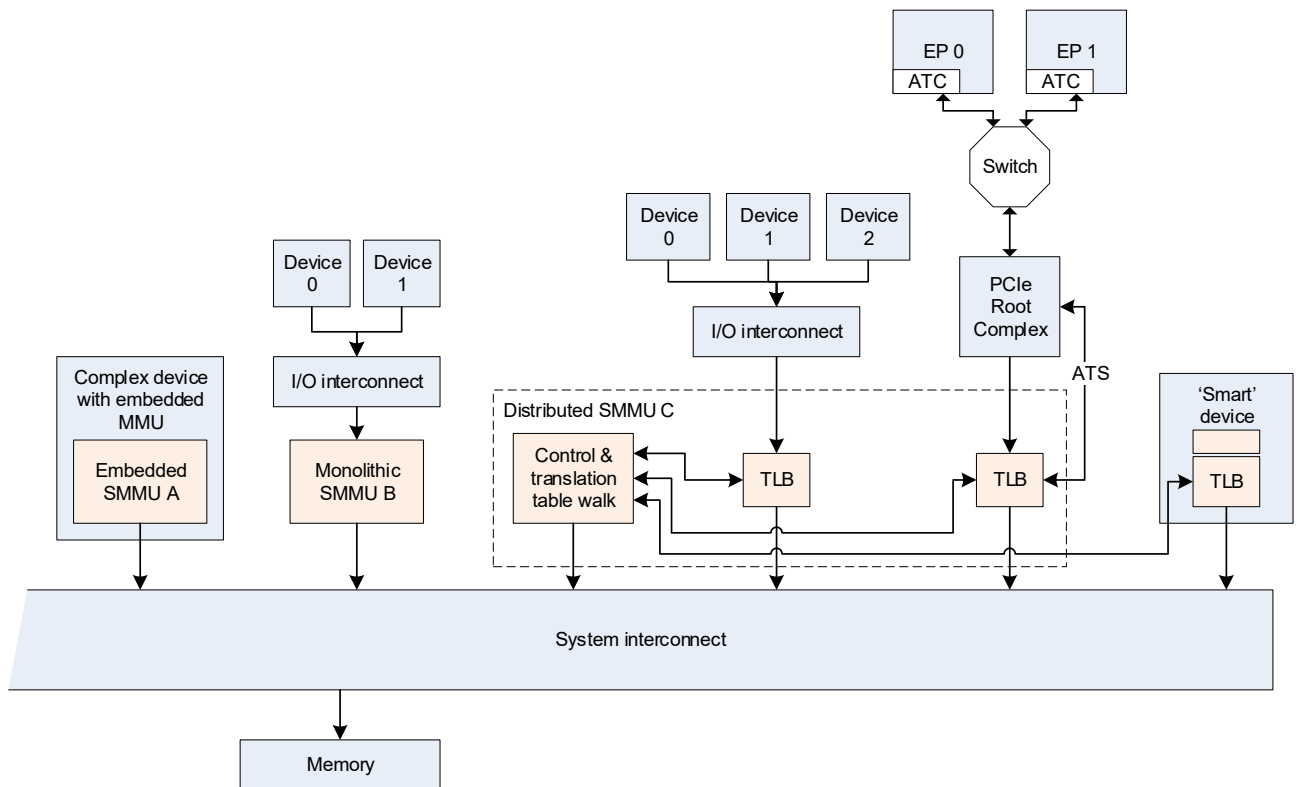 EP 0
ATC
EP 1
ATC
Switch
Device
0
Device
1
Device
2
Device
0
Device
1
PCIe
Root
Complex
I/O interconnect
I/O interconnect
ATS
Complex device
with embedded
MMU
Embedded
SMMU A
Monolithic
SMMU B
Distributed SMMU C
Control &
translation
table walk
TLB
TLB
‘Smart’
device
TLB
System interconnect
Memory